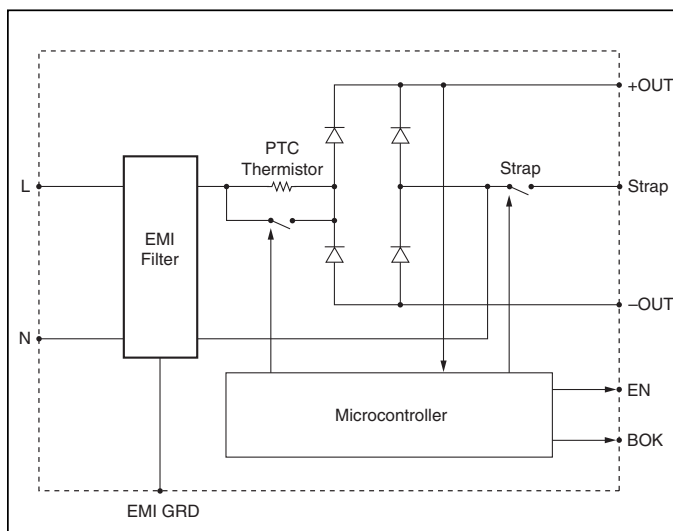 +OUT
PTC
Thermistor
Strap
L
Strap
EMI
Filter
–OUT
N
EN
Microcontroller
BOK
EMI GRD